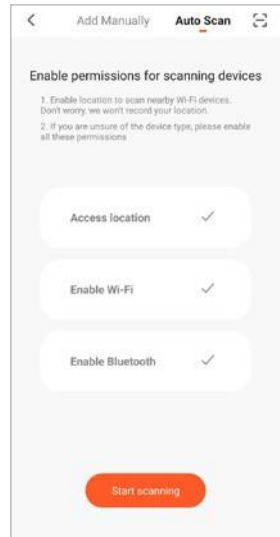 Add Manually Auto Scan
Enable permissions for scanning devices
1. Enable location to scan nearby Wi-Fi devices.
Don't worry, we won't record your location.
2. If you are unsure of the device type, please enable
all these permissions
Access location
Enable Wi-Fi
Enable Bluetooth
Start scanning